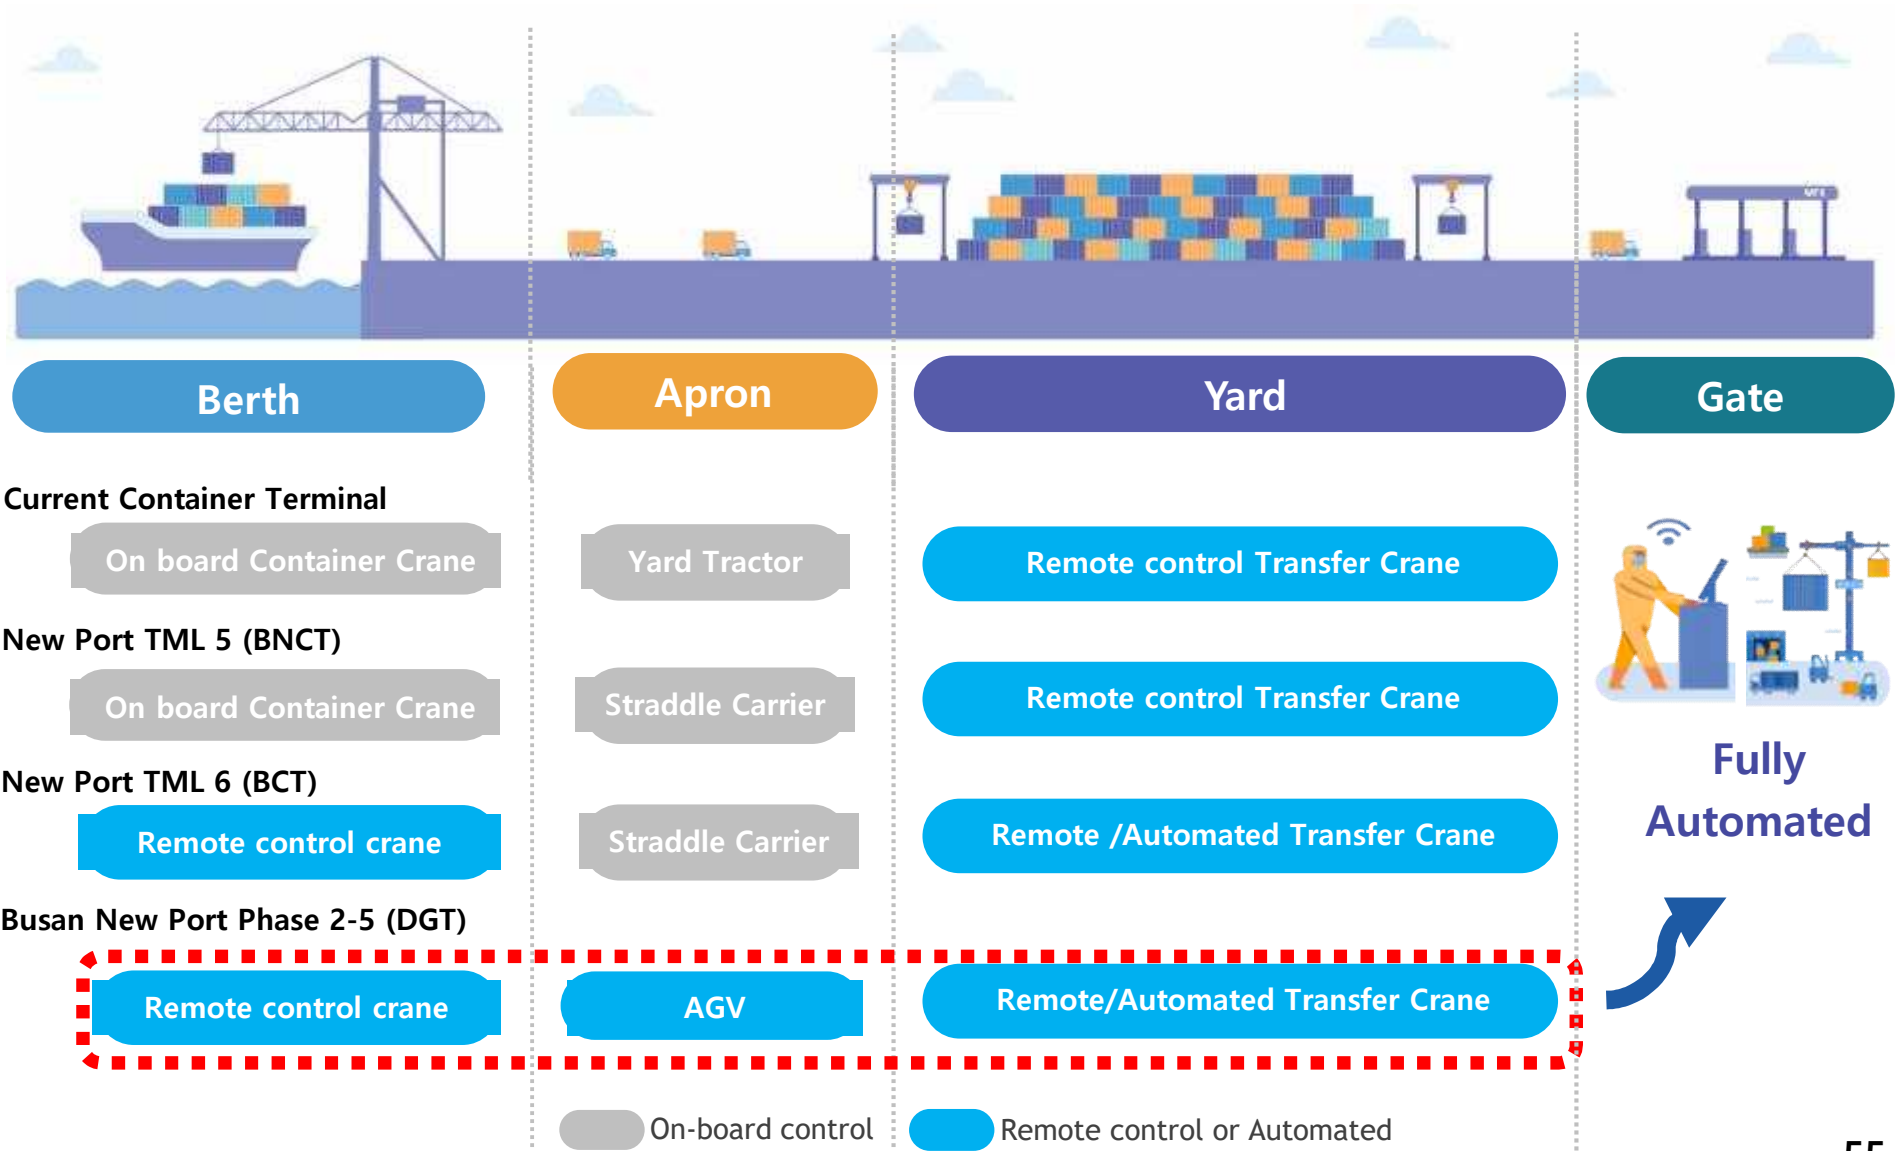 Berth
Apron
Yard
Gate
Current Container Terminal
On board Container Crane
Yard Tractor
Remote control Transfer Crane
New Port TML 5 (BNCT)
On board Container Crane
Straddle Carrier
Remote control Transfer Crane
New Port TML 6 (BCT)
Remote control crane
Straddle Carrier
Remote /Automated Transfer Crane
Fully
Automated
Busan New Port Phase 2-5 (DGT)
Remote control crane
AGV
Remote/Automated Transfer Crane
On-board control
Remote control or Automated
55